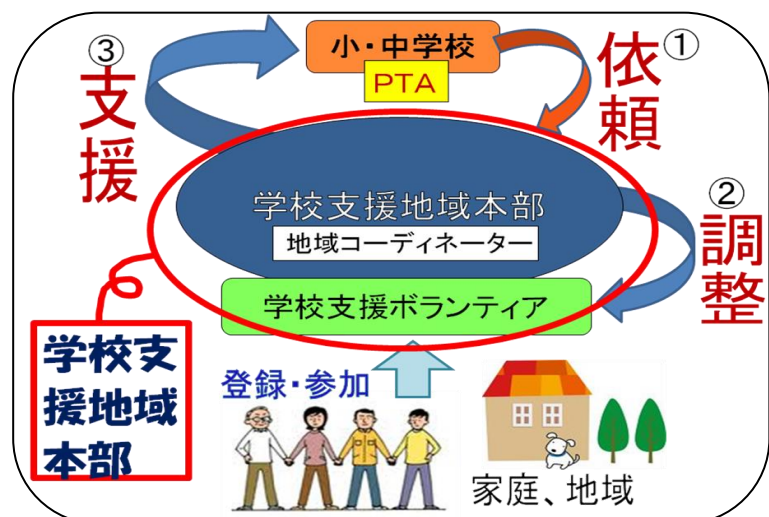 小・中学校
PTA
①
依頼
③
支援
学校支援地域本部
地域コーディネーター
②
調整
学校支援ボランティア
学校支
援地域
本部
登録・参加
家庭、地域